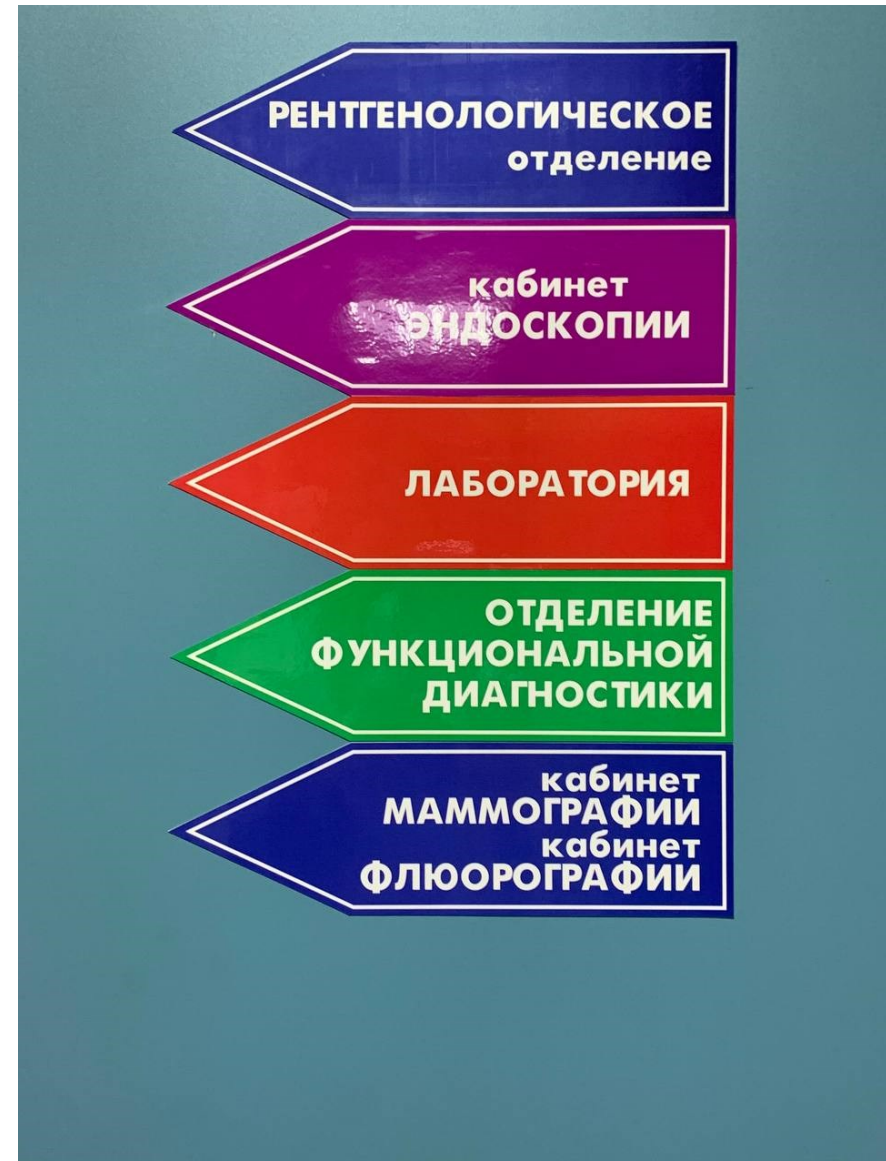 РЕНТГЕНОЛОГИЧЕСКОЕ
отделение
кабинет
ЭНДОСКОПИИ
ЛАБОРАТОРИЯ
ОТДЕЛЕНИЕ
ФУНКЦИОНАЛЬНОЙ
ДИАГНОСТИКИ
кабинет
МАММОГРАФИИ
кабинет
ФЛЮОРОГРАФИИ